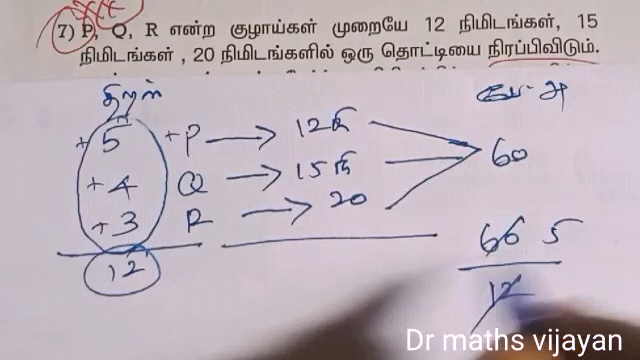 7) P, Q, R என்ற குழாய்கள் முறையே 12 நிமிடங்கள், 15
நிமிடங்கள் , 20 நிமிடங்களில் ஒரு தொட்டியை நிரப்பிவிடும்.
திறன்
+5 +P → 12நி
+4 Q → 15நி 60
+3 R → 20
12
60 5
12
Dr maths vijayan